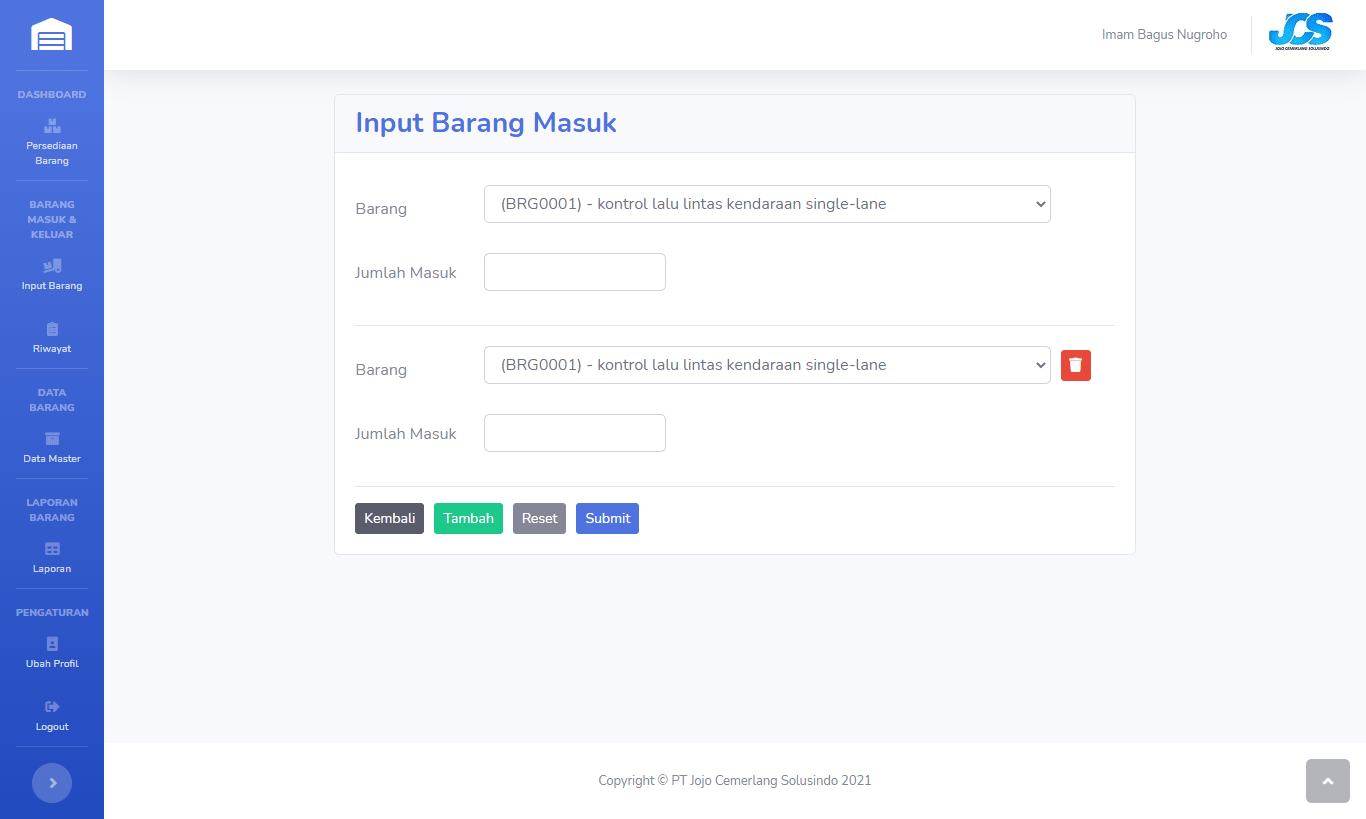 Imam Bagus Nugroho
JCS
JOJO CEMERLANG SOLUSINDO
DASHBOARD
Persediaan
Barang
BARANG
MASUK &
KELUAR
Input Barang
Riwayat
DATA
BARANG
Data Master
LAPORAN
BARANG
Laporan
PENGATURAN
Ubah Profil
Logout
Input Barang Masuk
Barang
(BRG0001) - kontrol lalu lintas kendaraan single-lane
Jumlah Masuk
Barang
(BRG0001) - kontrol lalu lintas kendaraan single-lane
Jumlah Masuk
Kembali Tambah Reset Submit
Copyright © PT Jojo Cemerlang Solusindo 2021